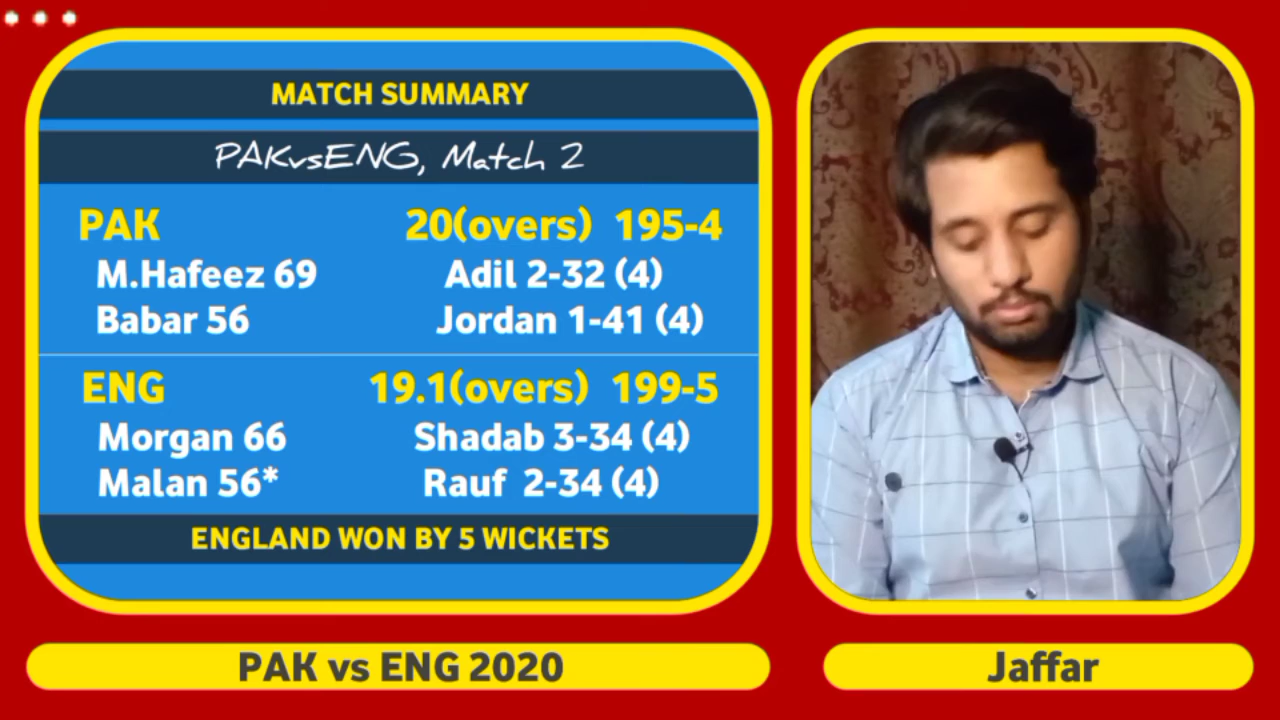 MATCH SUMMARY
PAKvsENG, Match 2
PAK 20(overs) 195-4
M.Hafeez 69 Adil 2-32 (4)
Babar 56 Jordan 1-41 (4)
ENG 19.1(overs) 199-5
Morgan 66 Shadab 3-34 (4)
Malan 56* Rauf 2-34 (4)
ENGLAND WON BY 5 WICKETS
PAK vs ENG 2020
Jaffar